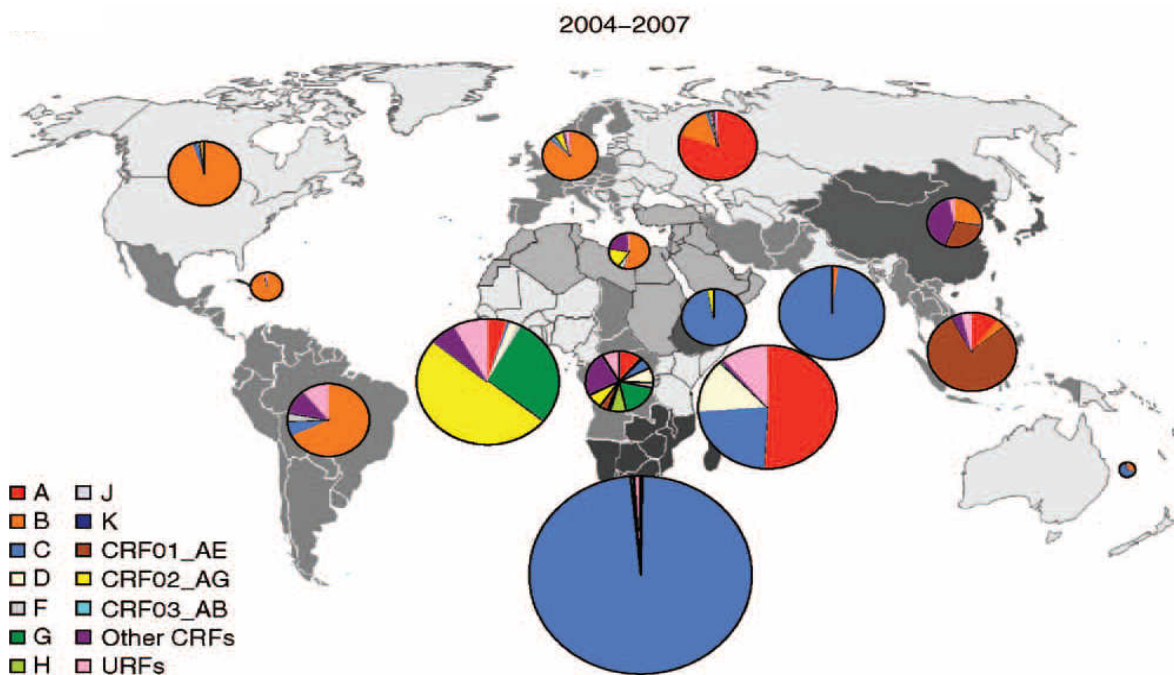 2004–2007
A J
B K
C CRF01_AE
D CRF02_AG
F CRF03_AB
G Other CRFs
H URFs